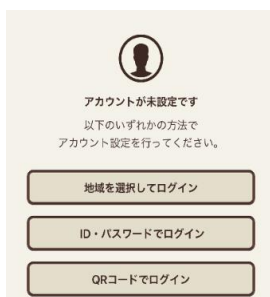 アカウントが未設定です
以下のいずれかの方法で
アカウント設定を行ってください。
地域を選択してログイン
ID・パスワードでログイン
QRコードでログイン